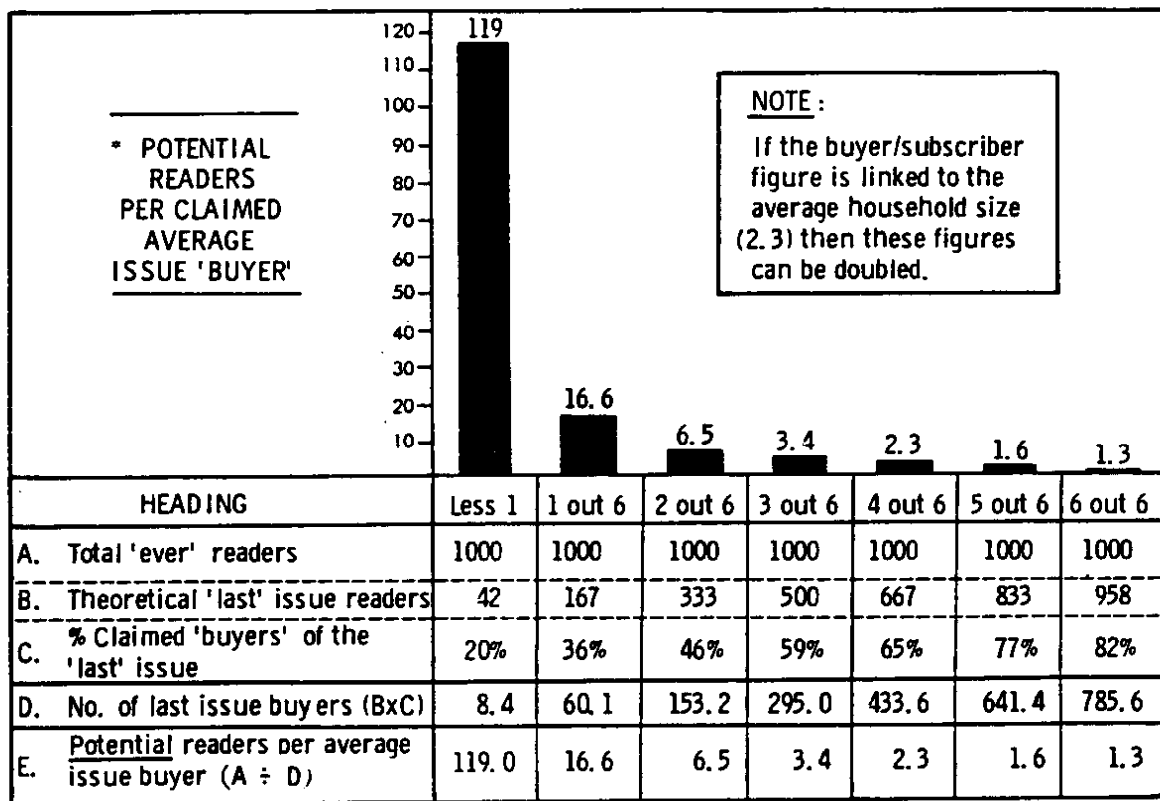 * POTENTIAL
READERS
PER CLAIMED
AVERAGE
ISSUE 'BUYER'
120
110
100
90
80
70
60
50
40
30
20
10
119
16.6
6.5
3.4
2.3
1.6
1.3
NOTE :
If the buyer/subscriber
figure is linked to the
average household size
(2.3) then these figures
can be doubled.
HEADING Less 1 1 out 6 2 out 6 3 out 6 4 out 6 5 out 6 6 out 6
A. Total 'ever' readers 1000 1000 1000 1000 1000 1000 1000
B. Theoretical 'last' issue readers 42 167 333 500 667 833 958
C. % Claimed 'buyers' of the
'last' issue 20% 36% 46% 59% 65% 77% 82%
D. No. of last issue buyers (BxC) 8.4 60.1 153.2 295.0 433.6 641.4 785.6
E. Potential readers per average
issue buyer (A ÷ D) 119.0 16.6 6.5 3.4 2.3 1.6 1.3